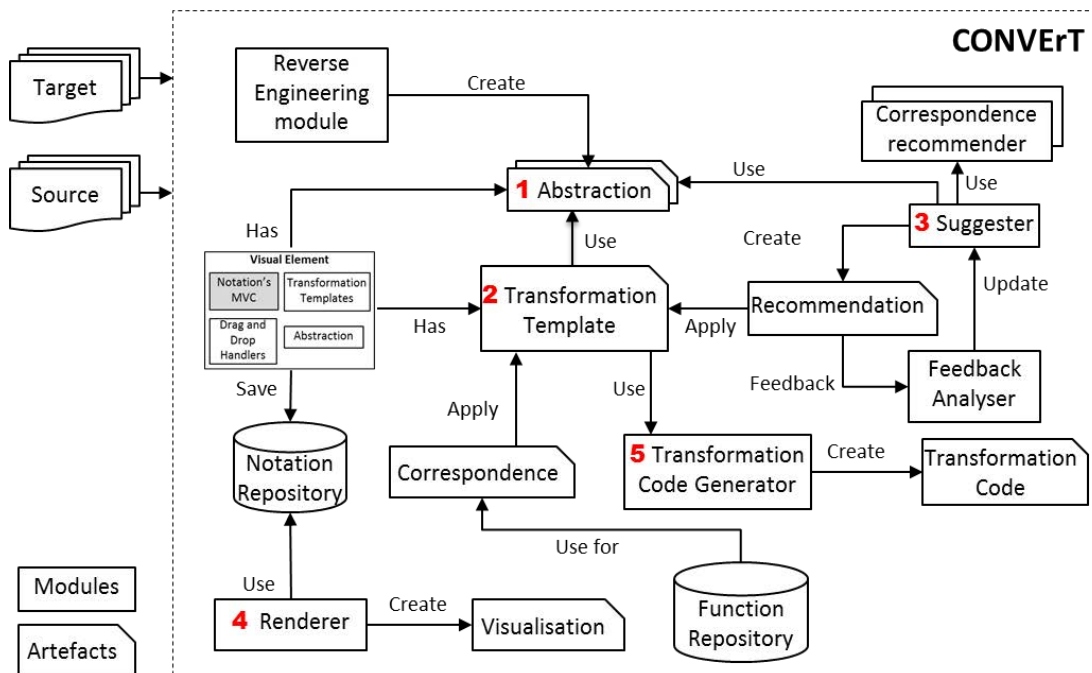 CONVErT
Target
Source
Reverse
Engineering
module
Create
Correspondence
recommender
1 Abstraction
Use
Use
3 Suggester
Has
Use
Create
Update
Visual Element
Notation's
MVC
Transformation
Templates
Drag and
Drop
Handlers
Abstraction
Has
2 Transformation
Template
Apply
Recommendation
Save
Feedback
Feedback
Analyser
Apply
Use
Notation
Repository
Correspondence
5 Transformation
Code Generator
Create
Transformation
Code
Use for
Modules
Use
4 Renderer
Create
Visualisation
Function
Repository
Artefacts